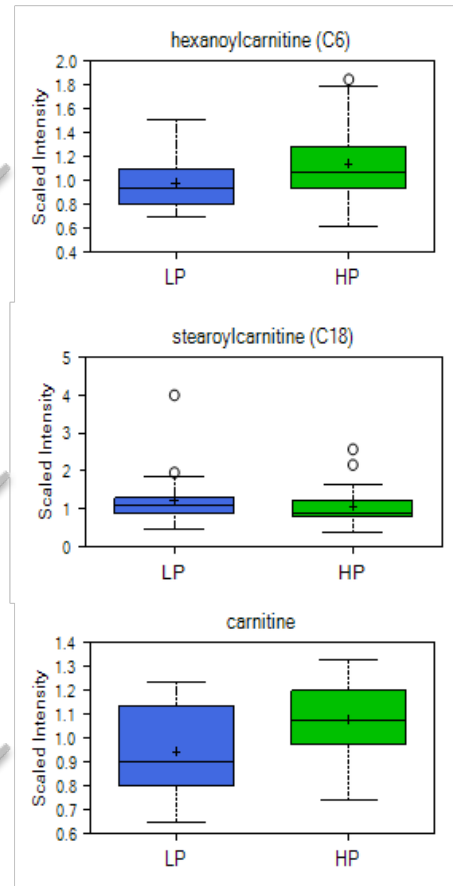 hexanoylcarnitine (C6)
Scaled Intensity
2.0
1.8
1.6
1.4
1.2
1.0
0.8
0.6
0.4
LP HP
stearoylcarnitine (C18)
Scaled Intensity
5
4
3
2
1
0
LP HP
carnitine
Scaled Intensity
1.4
1.3
1.2
1.1
1.0
0.9
0.8
0.7
0.6
LP HP